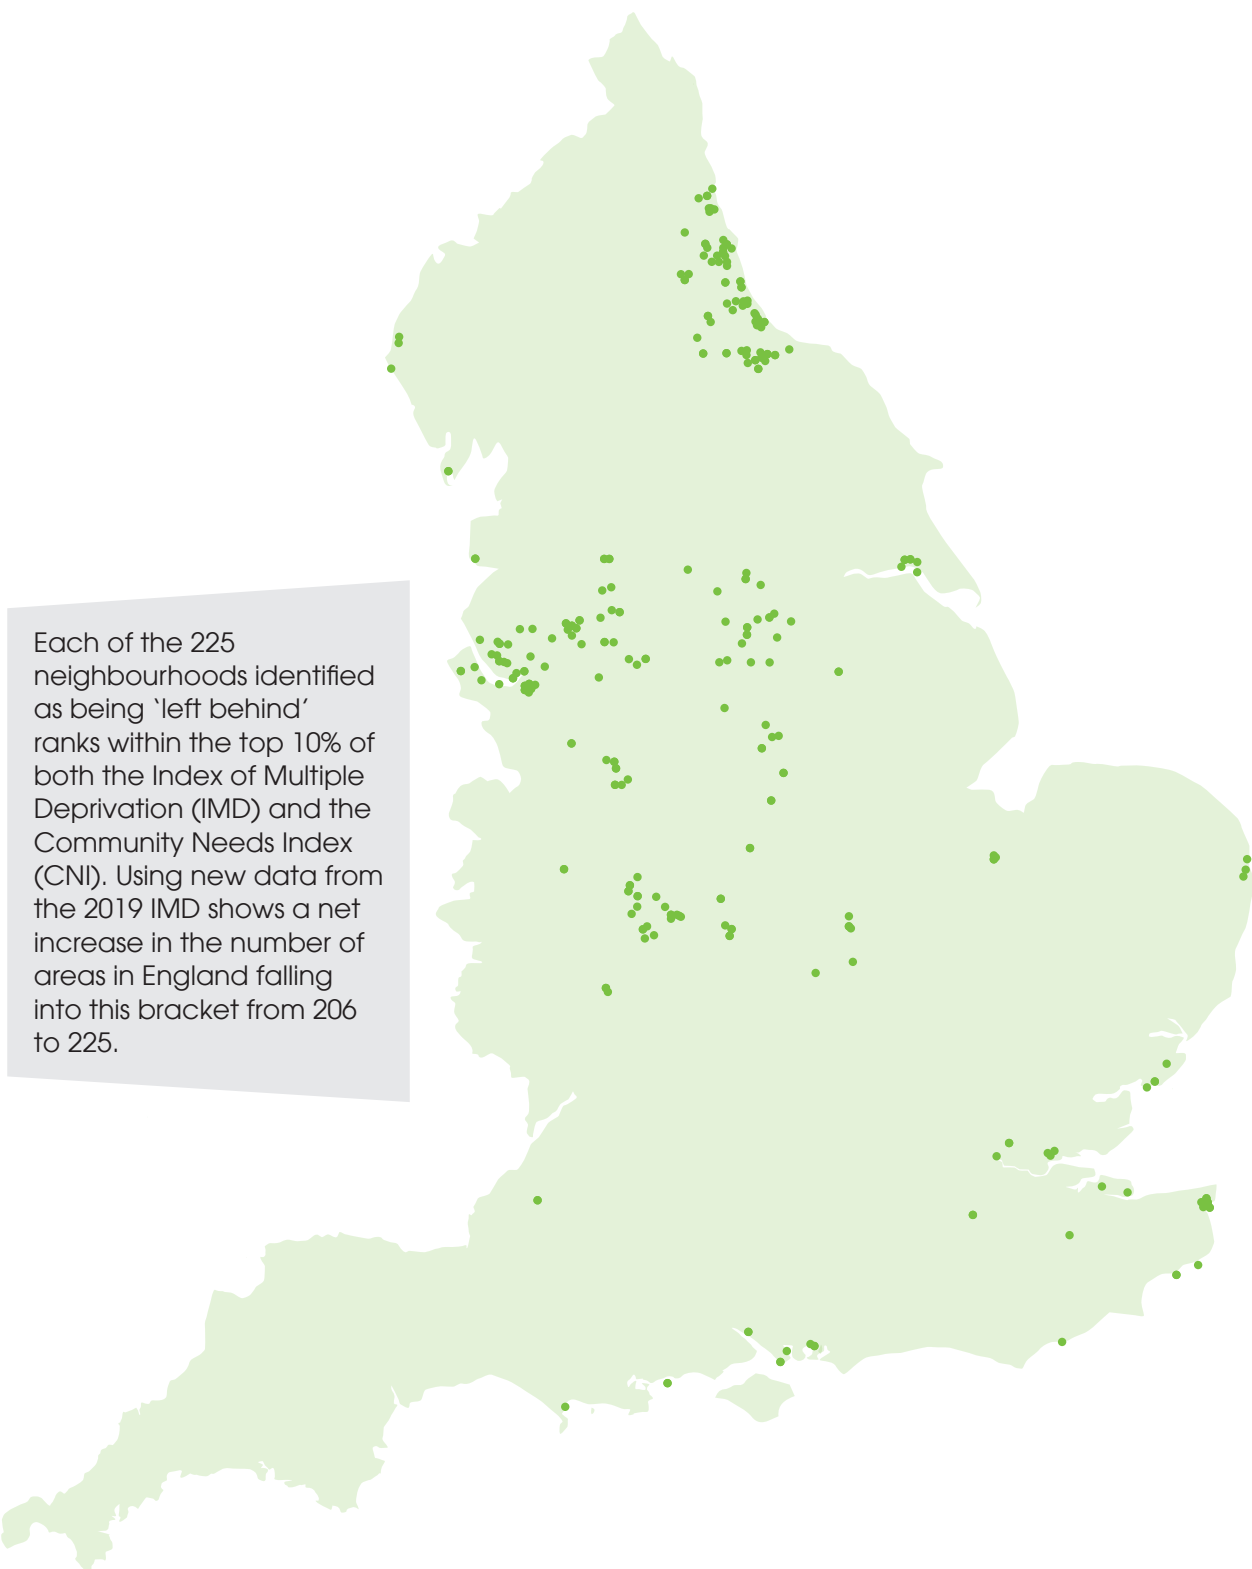 Each of the 225
neighbourhoods identified
as being ‘left behind’
ranks within the top 10% of
both the Index of Multiple
Deprivation (IMD) and the
Community Needs Index
(CNI). Using new data from
the 2019 IMD shows a net
increase in the number of
areas in England falling
into this bracket from 206
to 225.